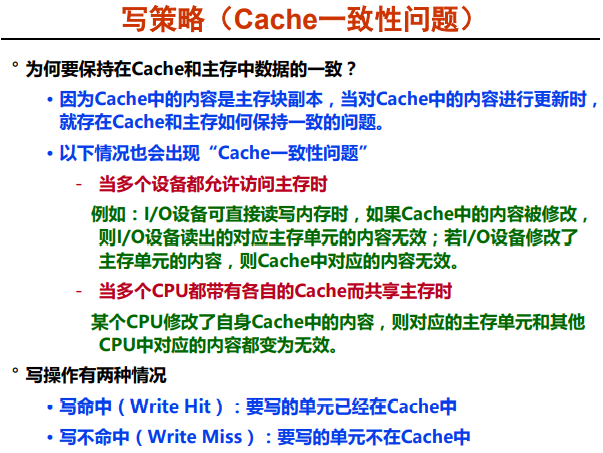 写策略（Cache一致性问题）
° 为何要保持在Cache和主存中数据的一致？
• 因为Cache中的内容是主存块副本，当对Cache中的内容进行更新时，
就存在Cache和主存如何保持一致的问题。
• 以下情况也会出现“Cache一致性问题”
- 当多个设备都允许访问主存时
例如：I/O设备可直接读写内存时，如果Cache中的内容被修改，
则I/O设备读出的对应主存单元的内容无效；若I/O设备修改了
主存单元的内容，则Cache中对应的内容无效。
- 当多个CPU都带有各自的Cache而共享主存时
某个CPU修改了自身Cache中的内容，则对应的主存单元和其他
CPU中对应的内容都变为无效。
° 写操作有两种情况
• 写命中（Write Hit）：要写的单元已经在Cache中
• 写不命中（Write Miss）：要写的单元不在Cache中